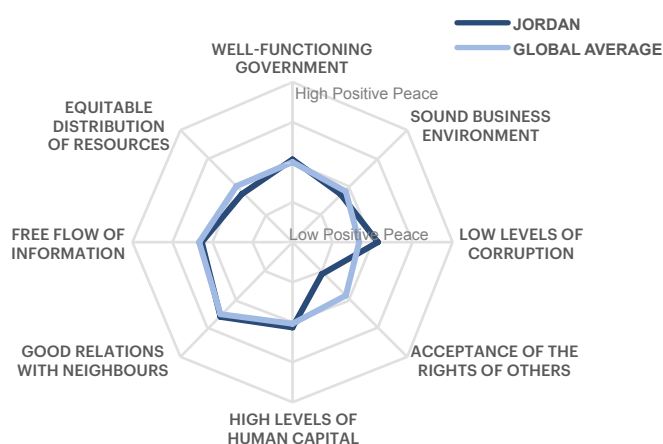 JORDAN
GLOBAL AVERAGE
WELL-FUNCTIONING
GOVERNMENT
High Positive Peace
SOUND BUSINESS
ENVIRONMENT
EQUITABLE
DISTRIBUTION
OF RESOURCES
FREE FLOW OF
INFORMATION
Low Positive Peace
LOW LEVELS OF
CORRUPTION
GOOD RELATIONS
WITH NEIGHBOURS
ACCEPTANCE OF THE
RIGHTS OF OTHERS
HIGH LEVELS OF
HUMAN CAPITAL